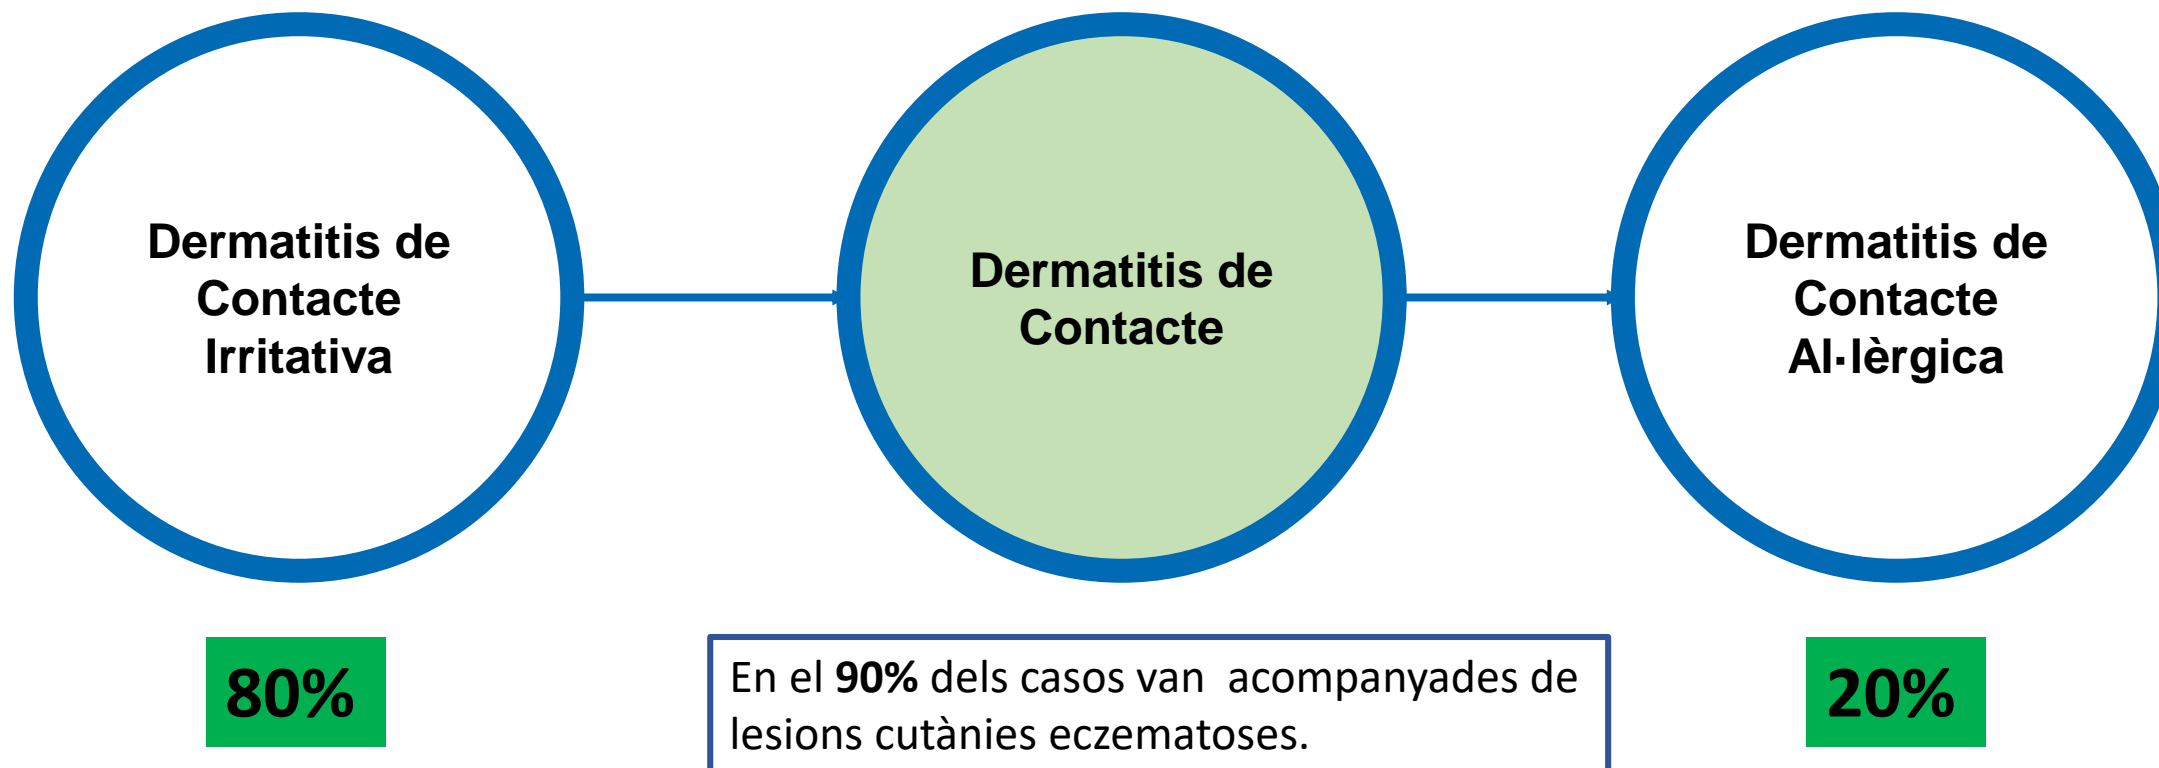 Dermatitis de
Contacte
Irritativa
Dermatitis de
Contacte
Dermatitis de
Contacte
Al·lèrgica
80%
En el 90% dels casos van  acompanyades de
lesions cutànies eczematoses.
20%